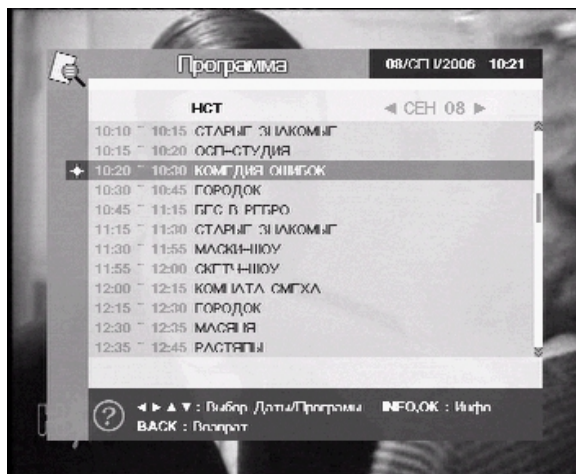 Программа 08/СЕН/2006 10:21
НСТ ◄ СЕН 08 ►
10:10 ~ 10:15 СТАРЫЕ ЗНАКОМЫЕ
10:15 ~ 10:20 ОСП-СТУДИЯ
10:20 ~ 10:30 КОМЕДИЯ ОШИБОК
10:30 ~ 10:45 ГОРОДОК
10:45 ~ 11:15 БЕС В РЕБРО
11:15 ~ 11:30 СТАРЫЕ ЗНАКОМЫЕ
11:30 ~ 11:55 МАСКИ-ШОУ
11:55 ~ 12:00 СКЕТЧ-ШОУ
12:00 ~ 12:15 КОМНАТА СМЕХА
12:15 ~ 12:30 ГОРОДОК
12:30 ~ 12:35 МАСЯНЯ
12:35 ~ 12:45 РАСТЯПЫ
? ◄ ► ▲ ▼ : Выбор Даты/Програмы INFO,OK : Инфо
BACK : Возврат